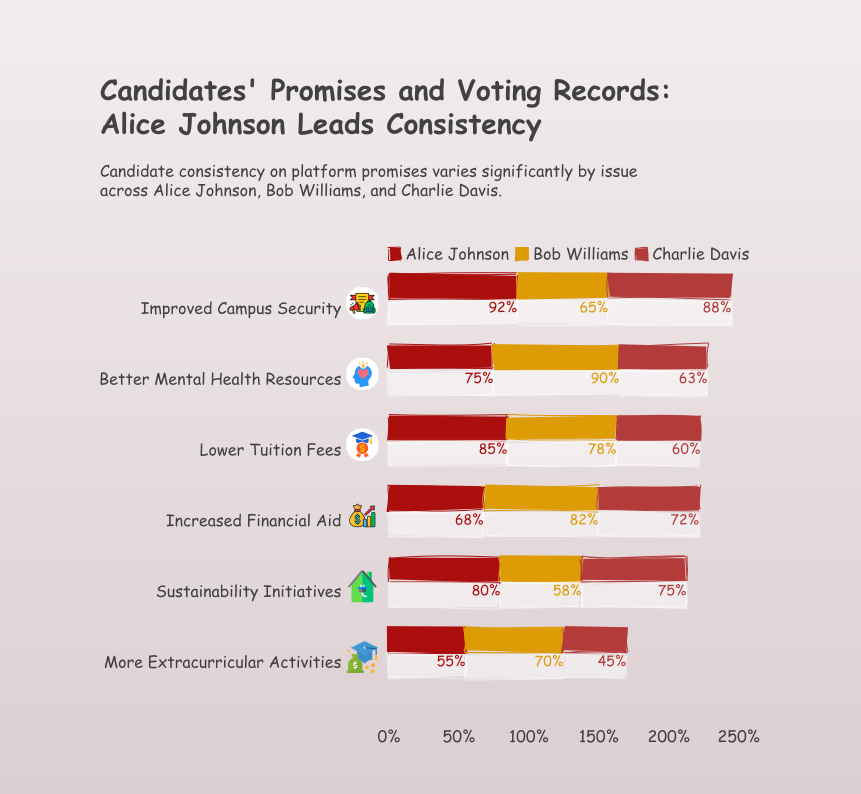 Candidates' Promises and Voting Records:
Alice Johnson Leads Consistency
Candidate consistency on platform promises varies significantly by issue
across Alice Johnson, Bob Williams, and Charlie Davis.
Alice Johnson Bob Williams Charlie Davis
Improved Campus Security 92% 65% 88%
Better Mental Health Resources 75% 90% 63%
Lower Tuition Fees 85% 78% 60%
Increased Financial Aid 68% 82% 72%
Sustainability Initiatives 80% 58% 75%
More Extracurricular Activities 55% 70% 45%
0% 50% 100% 150% 200% 250%